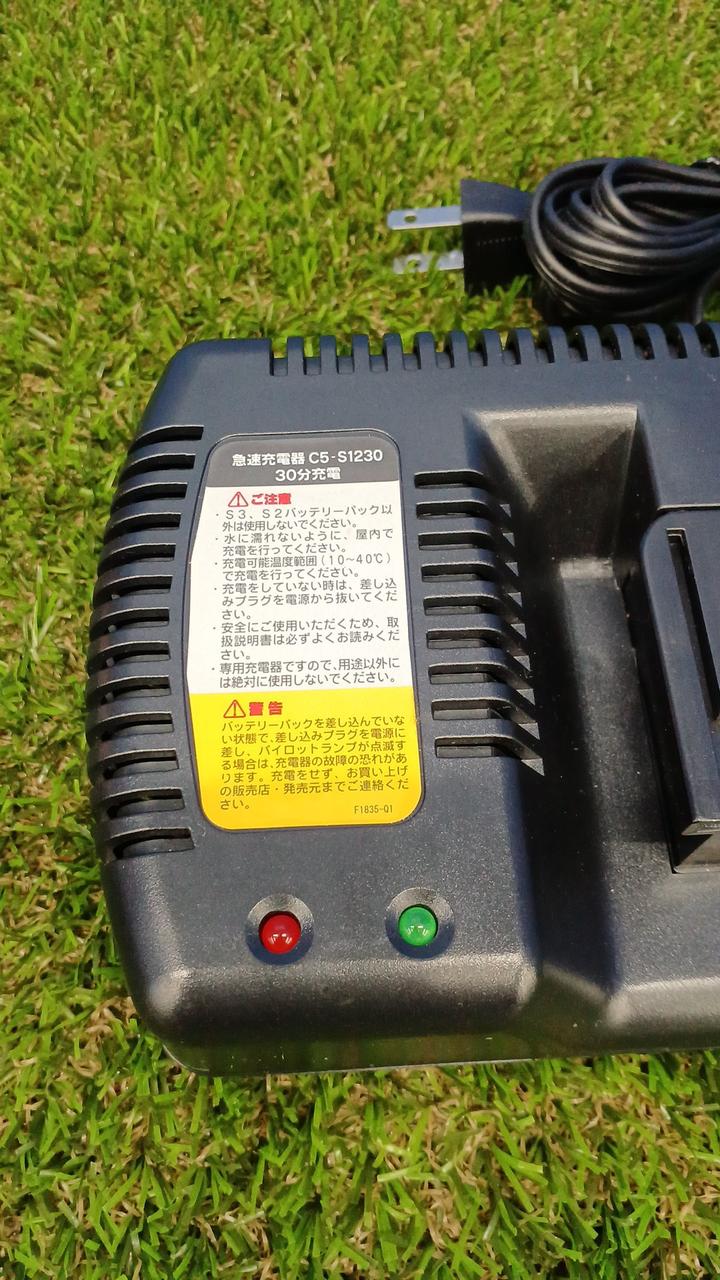 急速充電器 C5-S1230
30分充電
⚠ご注意
・S3、S2バッテリーパック以
外は使用しないでください。
・水に濡れないように、屋内で
充電を行ってください。
・充電可能温度範囲(10～40℃)
で充電を行ってください。
・充電をしていない時は、差し込
みプラグを電源から抜いてくだ
さい。
・安全にご使用いただくため、取
扱説明書は必ずよくお読みくだ
さい。
・専用充電器ですので、用途以外に
は絶対に使用しないでください。
⚠警告
バッテリーパックを差し込んでいな
い状態で、差し込みプラグを電源に
差し、パイロットランプが点滅す
る場合は、充電器の故障の恐れがあ
ります。充電をせず、お買い上げ
の販売店・発売元までご連絡くだ
さい。
F1835-Q1